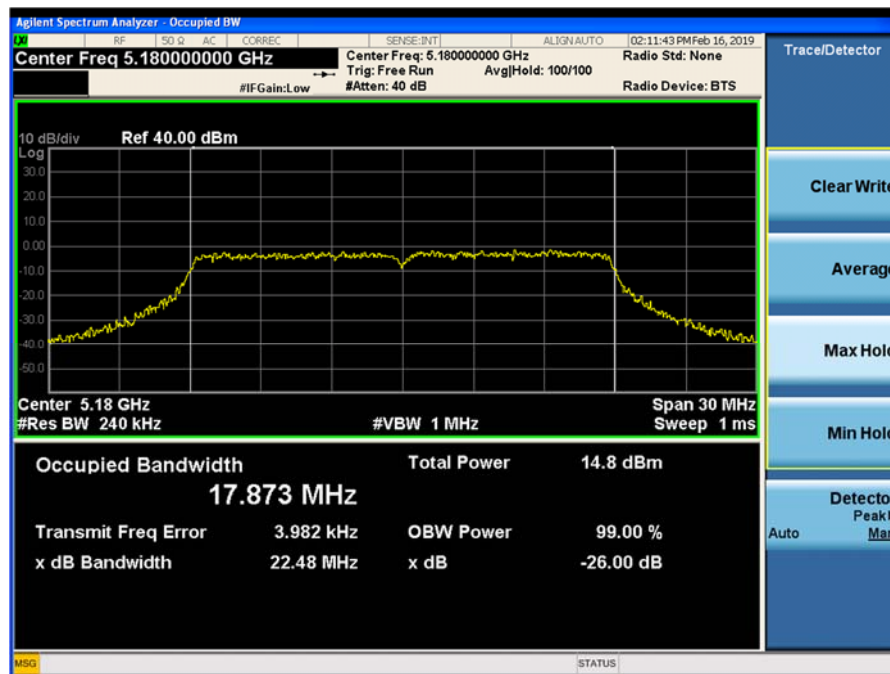 Agilent Spectrum Analyzer - Occupied BW
LXI RF 50 Ω AC CORREC SENSE:INT ALIGN AUTO 02:11:43 PM Feb 16, 2019
Center Freq 5.180000000 GHz
Center Freq: 5.180000000 GHz
Radio Std: None
Trig: Free Run Avg|Hold: 100/100
#IFGain:Low
#Atten: 40 dB
Radio Device: BTS
10 dB/div Ref 40.00 dBm
Log
30.0
20.0
10.0
0.00
-10.0
-20.0
-30.0
-40.0
-50.0
Center 5.18 GHz Span 30 MHz
#Res BW 240 kHz #VBW 1 MHz Sweep 1 ms
Occupied Bandwidth Total Power 14.8 dBm
17.873 MHz
Transmit Freq Error 3.982 kHz OBW Power 99.00 %
x dB Bandwidth 22.48 MHz x dB -26.00 dB
MSG STATUS
Trace/Detector
Clear Write
Average
Max Hold
Min Hold
Detecto
Peak
Auto Man